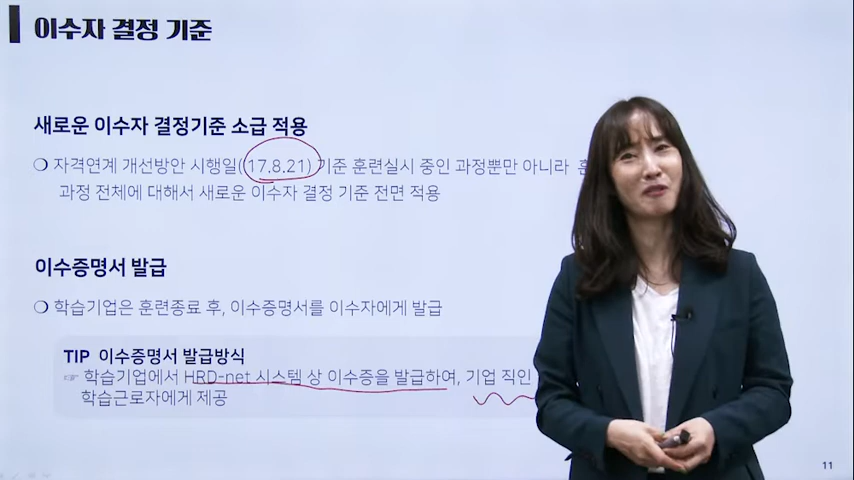 이수자 결정 기준
새로운 이수자 결정기준 소급 적용
❍ 자격연계 개선방안 시행일('17.8.21) 기준 훈련실시 중인 과정뿐만 아니라
과정 전체에 대해서 새로운 이수자 결정 기준 전면 적용
이수증명서 발급
❍ 학습기업은 훈련종료 후, 이수증명서를 이수자에게 발급
TIP 이수증명서 발급방식
☞ 학습기업에서 HRD-net 시스템 상 이수증을 발급하여, 기업 직인
학습근로자에게 제공
11